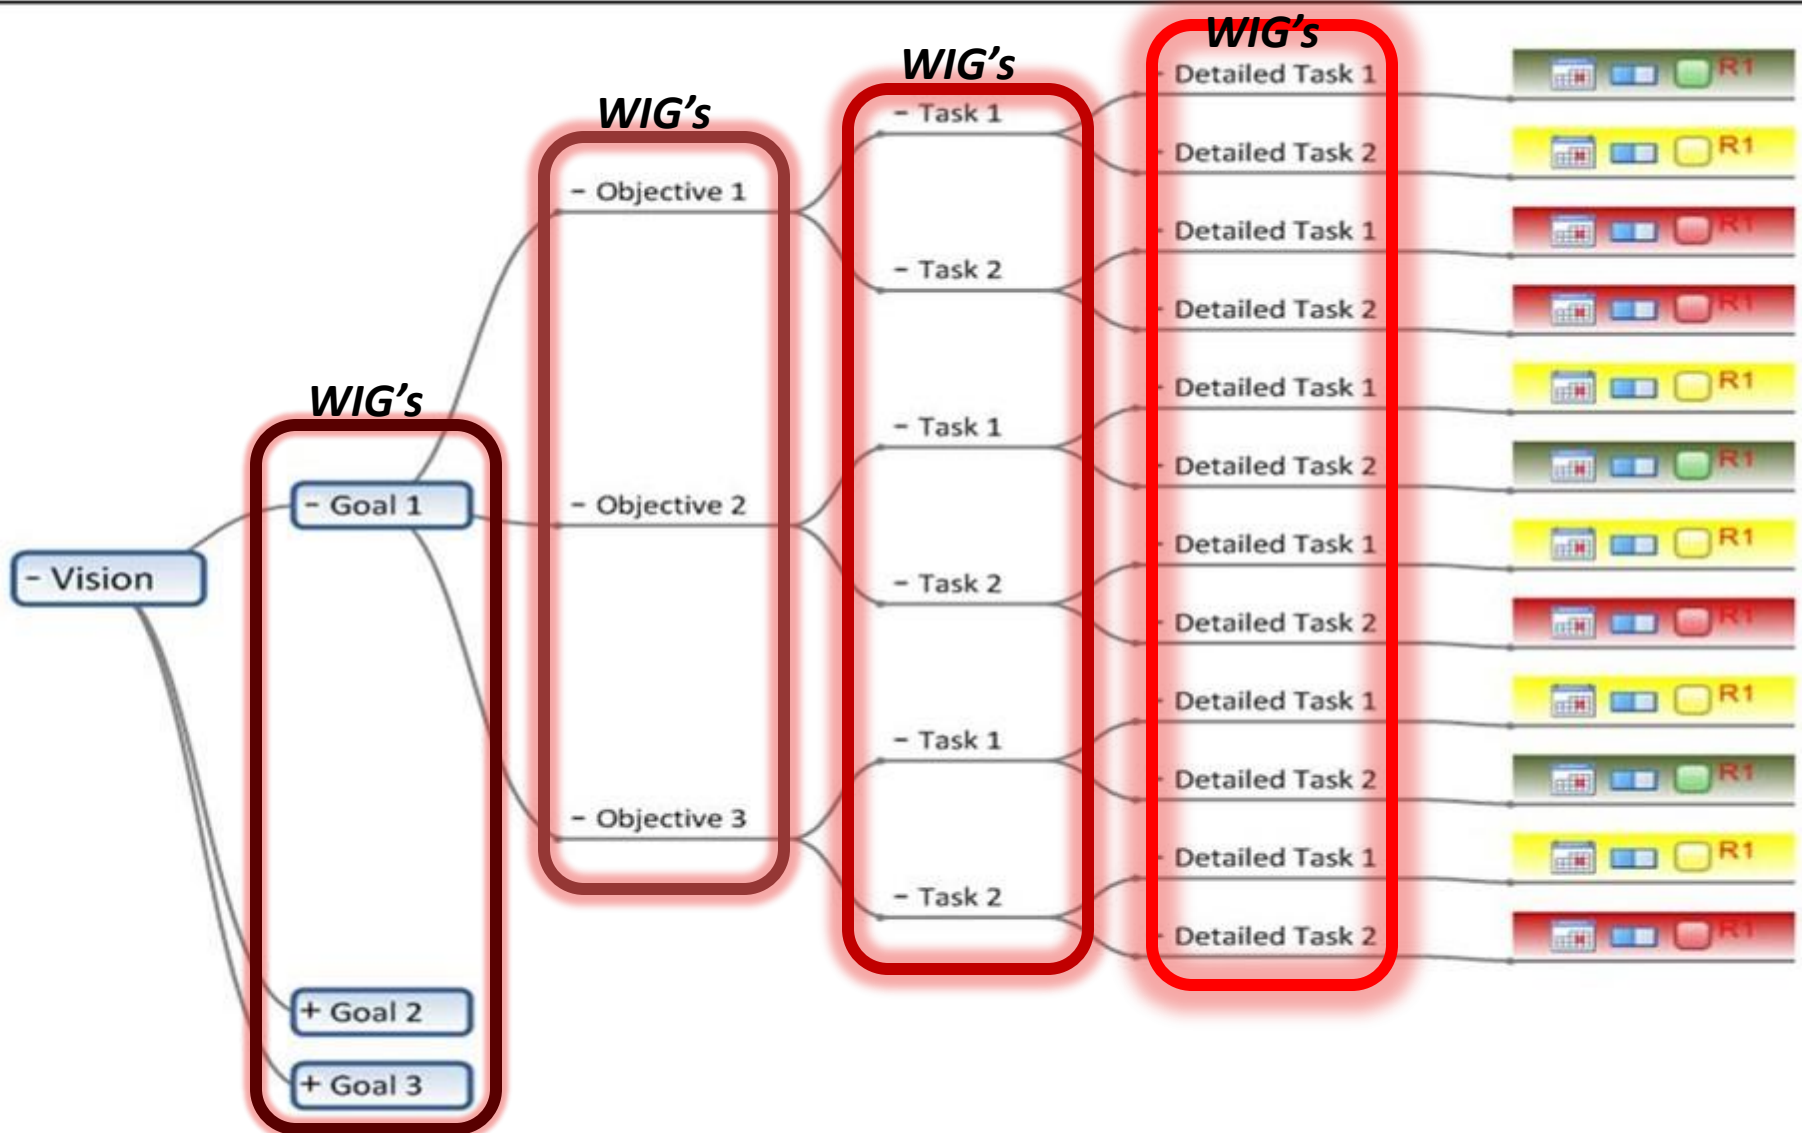 WIG's
WIG's
WIG's
WIG's
- Vision
- Goal 1
+ Goal 2
+ Goal 3
- Objective 1
- Objective 2
- Objective 3
- Task 1
- Task 2
- Task 1
- Task 2
- Task 1
- Task 2
- Detailed Task 1 R1
- Detailed Task 2 R1
- Detailed Task 1 R1
- Detailed Task 2 R1
- Detailed Task 1 R1
- Detailed Task 2 R1
- Detailed Task 1 R1
- Detailed Task 2 R1
- Detailed Task 1 R1
- Detailed Task 2 R1
- Detailed Task 1 R1
- Detailed Task 2 R1